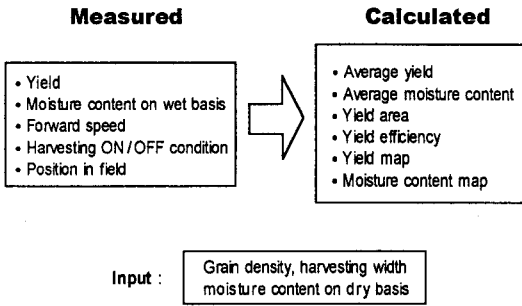 Measured
• Yield
• Moisture content on wet basis
• Forward speed
• Harvesting ON/OFF condition
• Position in field
Calculated
• Average yield
• Average moisture content
• Yield area
• Yield efficiency
• Yield map
• Moisture content map
Input :
Grain density, harvesting width
moisture content on dry basis